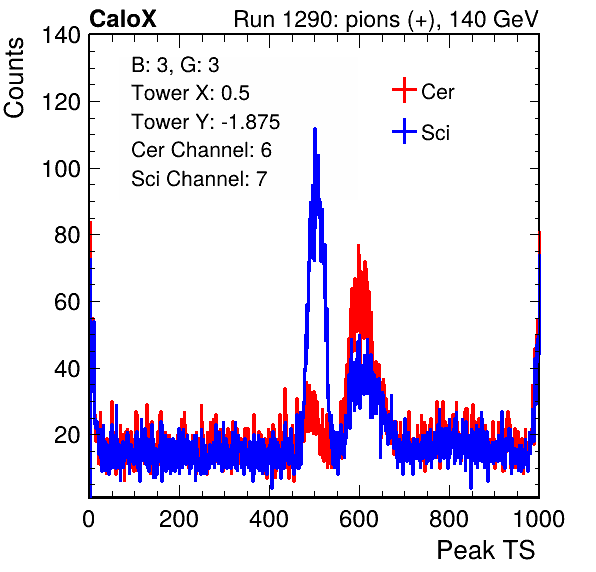 CaloX Run 1290: pions (+), 140 GeV
Counts
140
120
100
80
60
40
20
B: 3, G: 3
Tower X: 0.5
Tower Y: -1.875
Cer Channel: 6
Sci Channel: 7
Cer
Sci
0 200 400 600 800 1000
Peak TS